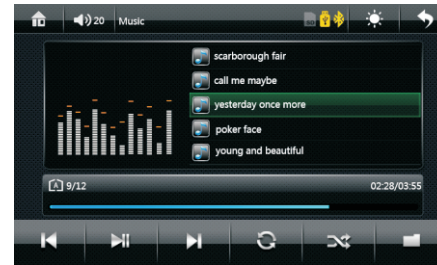 20 Music
scarborough fair
call me maybe
yesterday once more
poker face
young and beautiful
A 9/12 02:28/03:55